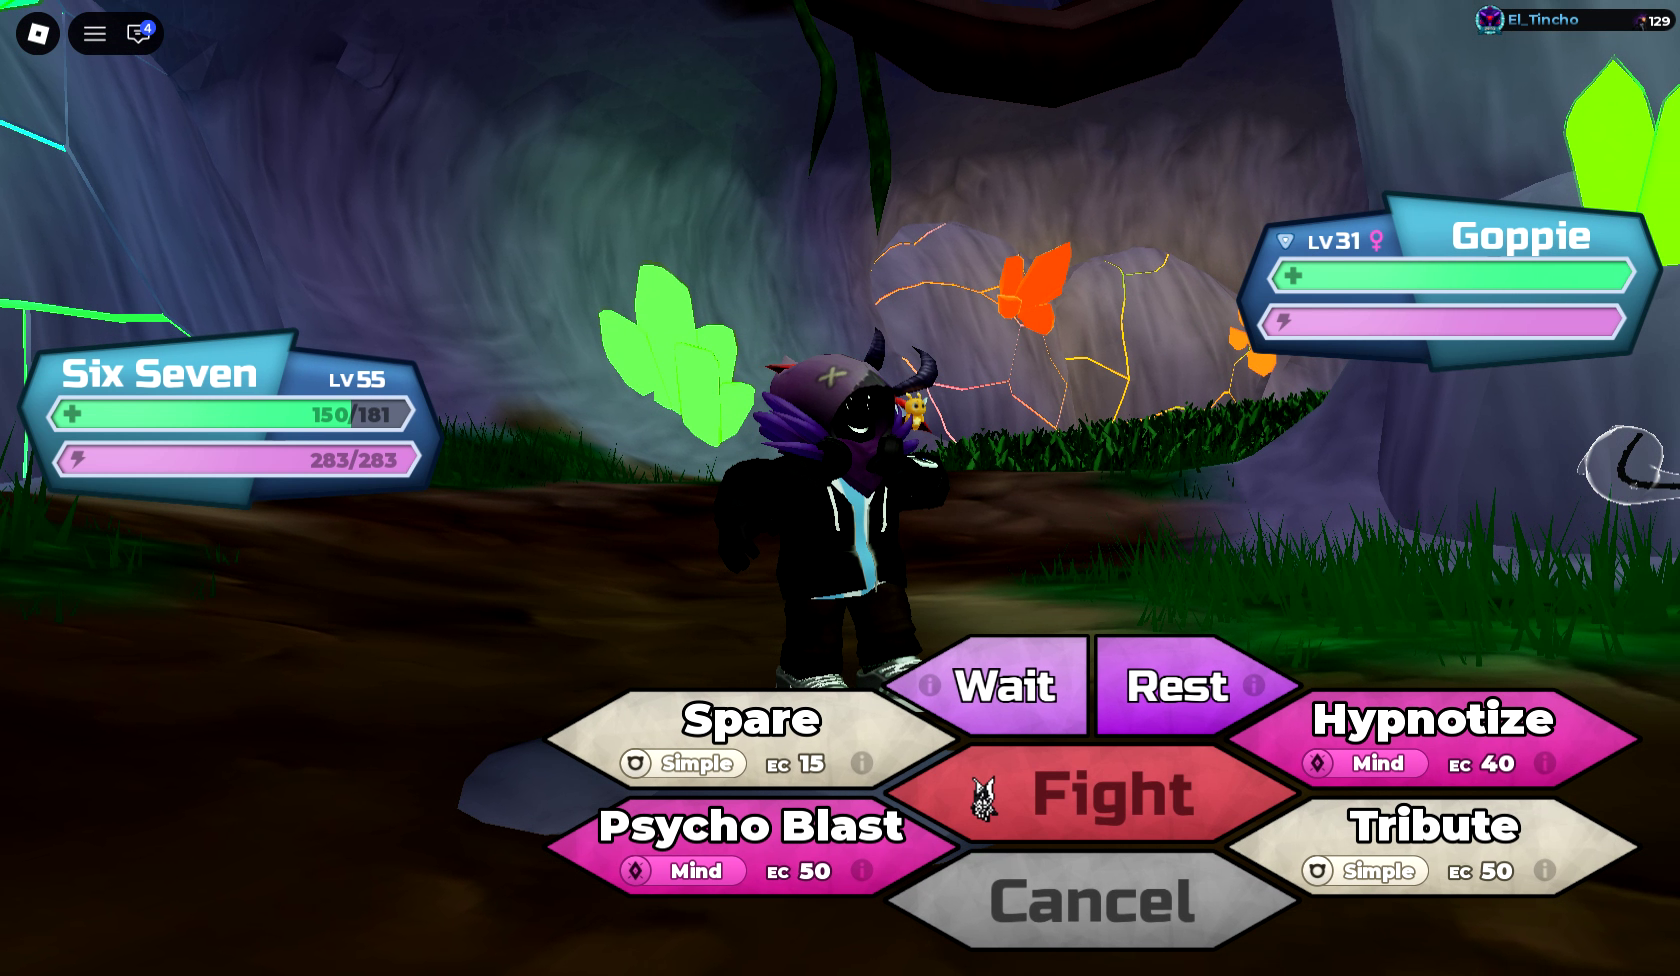 4
El_Tincho
129
LV31
Goppie
Six Seven
LV55
150/181
283/283
Wait
Rest
Spare
Simple
EC 15
Hypnotize
Mind
EC 40
Fight
Psycho Blast
Mind
EC 50
Tribute
Simple
EC 50
Cancel